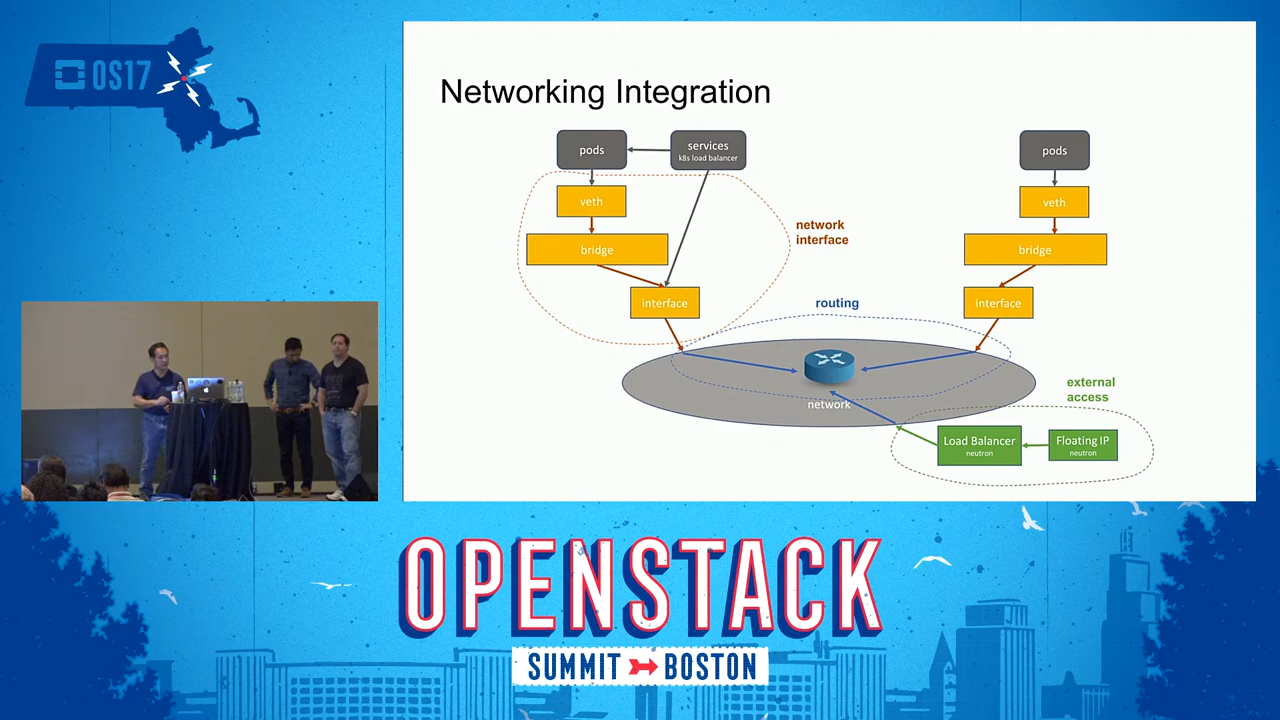 OS17
Networking Integration
pods
services
k8s load balancer
pods
veth
veth
network
interface
bridge
bridge
interface
routing
interface
network
external
access
Load Balancer
neutron
Floating IP
neutron
OPENSTACK
SUMMIT BOSTON